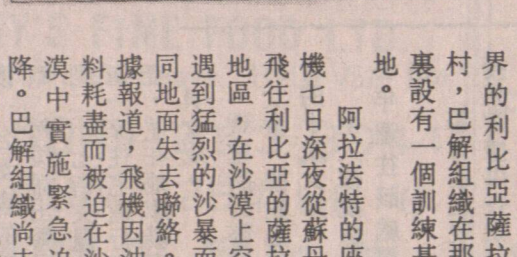 界的利比亞薩拉
村，巴解組織在那
裏設有一個訓練基
地。
阿拉法特的座
機七日深夜從蘇丹
飛往利比亞的薩拉
地區，在沙漠上空
遇到猛烈的沙暴而
同地面失去聯絡。
據報道，飛機因油
料耗盡而被迫在沙
漠中實施緊急迫
降。巴解組織尚未